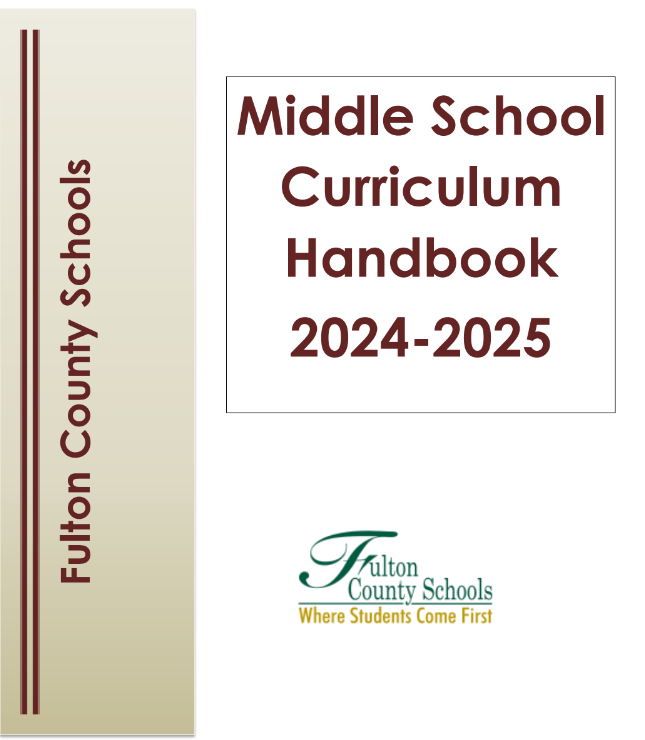 Fulton County Schools
Middle School
Curriculum
Handbook
2024-2025
Fulton
County Schools
Where Students Come First